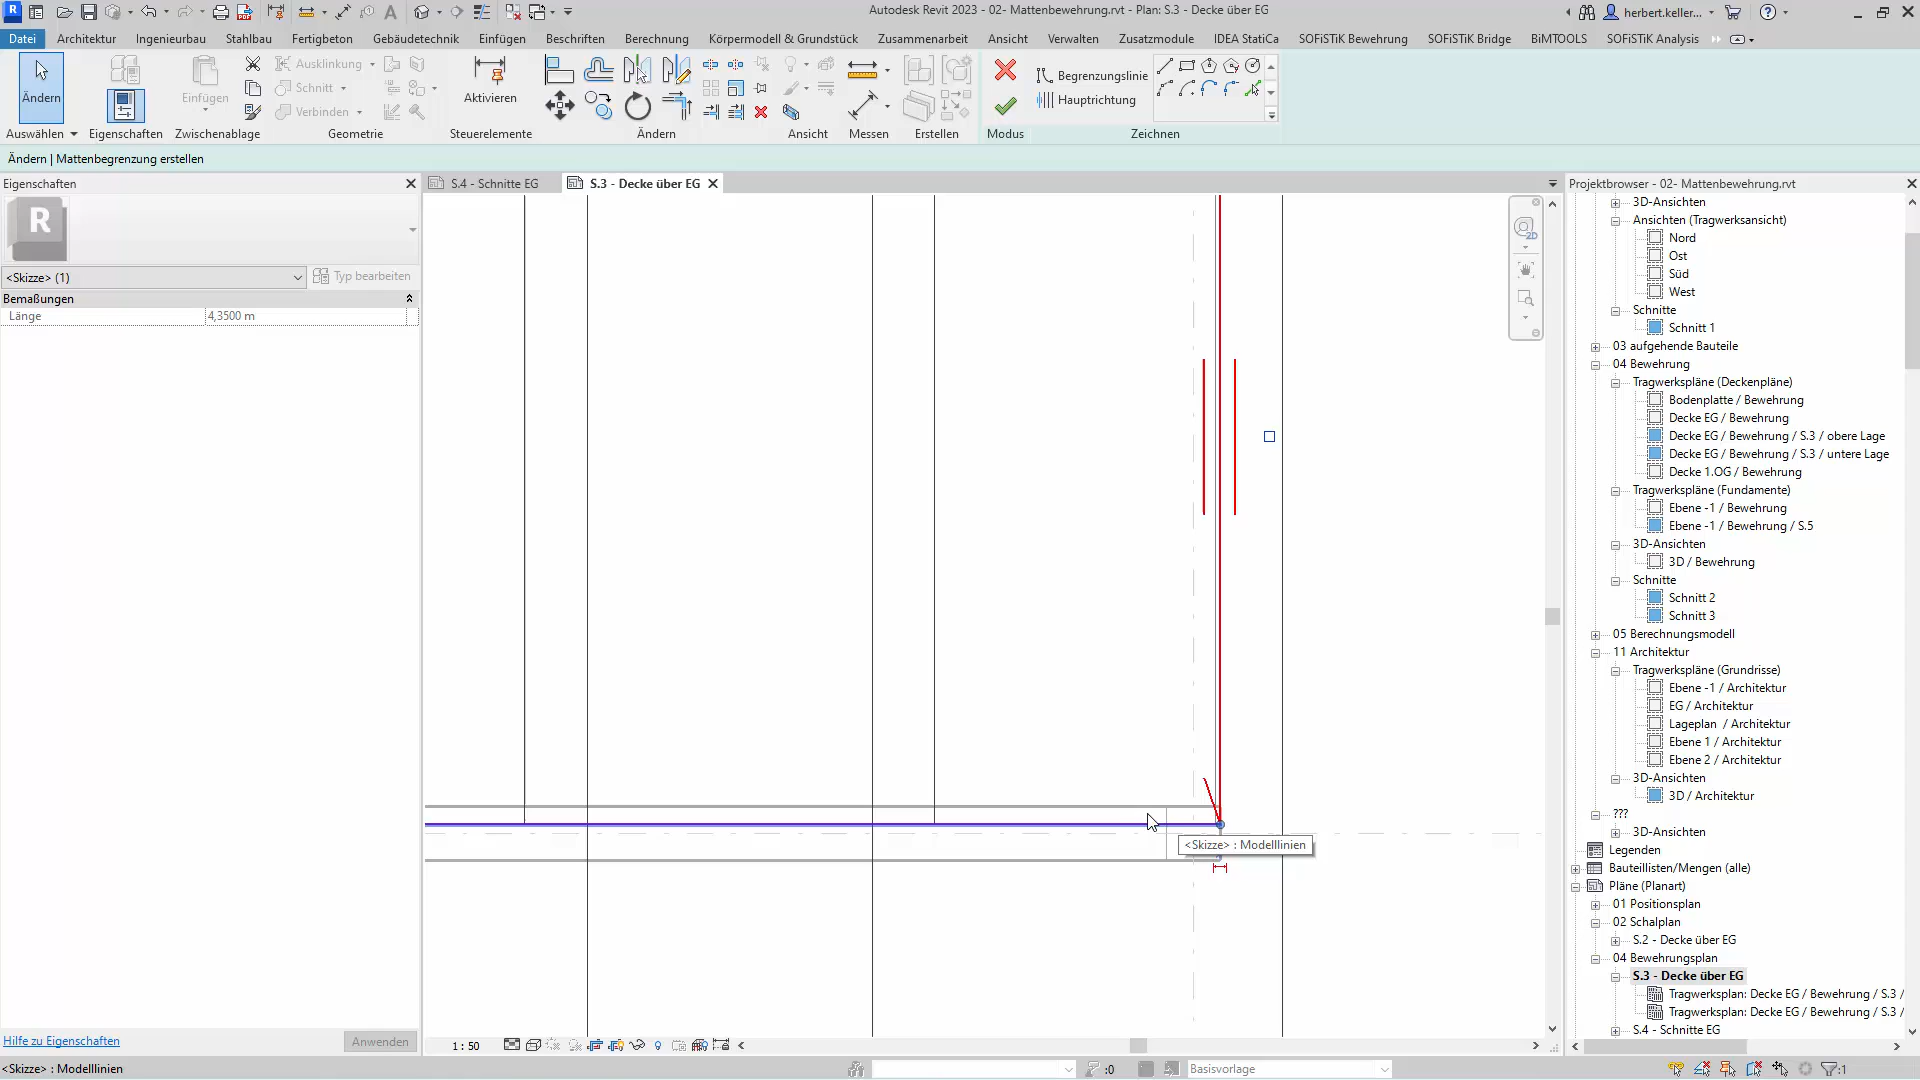 Autodesk Revit 2023 - 02- Mattenbewehrung.rvt - Plan: S.3 - Decke über EG
herbert.keller...
Datei Architektur Ingenieurbau Stahlbau Fertigbeton Gebäudetechnik Einfügen Beschriften Berechnung Körpermodell & Grundstück Zusammenarbeit Ansicht Verwalten Zusatzmodule IDEA StatiCa SOFiSTiK Bewehrung SOFiSTiK Bridge BiMTOOLS SOFiSTiK Analysis
Ausklinkung
Schnitt
Verbinden
Ändern
Einfügen
Aktivieren
Begrenzungslinie
Hauptrichtung
Auswählen Eigenschaften Zwischenablage Geometrie Steuerelemente Ändern Ansicht Messen Erstellen Modus Zeichnen
Ändern | Mattenbegrenzung erstellen
Eigenschaften
S.4 - Schnitte EG
S.3 - Decke über EG
Projektbrowser - 02- Mattenbewehrung.rvt
R
2D
<Skizze> (1)
Typ bearbeiten
Bemaßungen
Länge 4,3500 m
<Skizze> : Modelllinien
3D-Ansichten
Ansichten (Tragwerksansicht)
Nord
Ost
Süd
West
Schnitte
Schnitt 1
03 aufgehende Bauteile
04 Bewehrung
Tragwerkspläne (Deckenpläne)
Bodenplatte / Bewehrung
Decke EG / Bewehrung
Decke EG / Bewehrung / S.3 / obere Lage
Decke EG / Bewehrung / S.3 / untere Lage
Decke 1.OG / Bewehrung
Tragwerkspläne (Fundamente)
Ebene -1 / Bewehrung
Ebene -1 / Bewehrung / S.5
3D-Ansichten
3D / Bewehrung
Schnitte
Schnitt 2
Schnitt 3
05 Berechnungsmodell
11 Architektur
Tragwerkspläne (Grundrisse)
Ebene -1 / Architektur
EG / Architektur
Lageplan / Architektur
Ebene 1 / Architektur
Ebene 2 / Architektur
3D-Ansichten
3D / Architektur
???
3D-Ansichten
Legenden
Bauteillisten/Mengen (alle)
Pläne (Planart)
01 Positionsplan
02 Schalplan
S.2 - Decke über EG
04 Bewehrungsplan
S.3 - Decke über EG
Tragwerksplan: Decke EG / Bewehrung / S.3 /
Tragwerksplan: Decke EG / Bewehrung / S.3 /
S.4 - Schnitte EG
Hilfe zu Eigenschaften
Anwenden
1 : 50
<Skizze> : Modelllinien
:0
Basisvorlage
:1